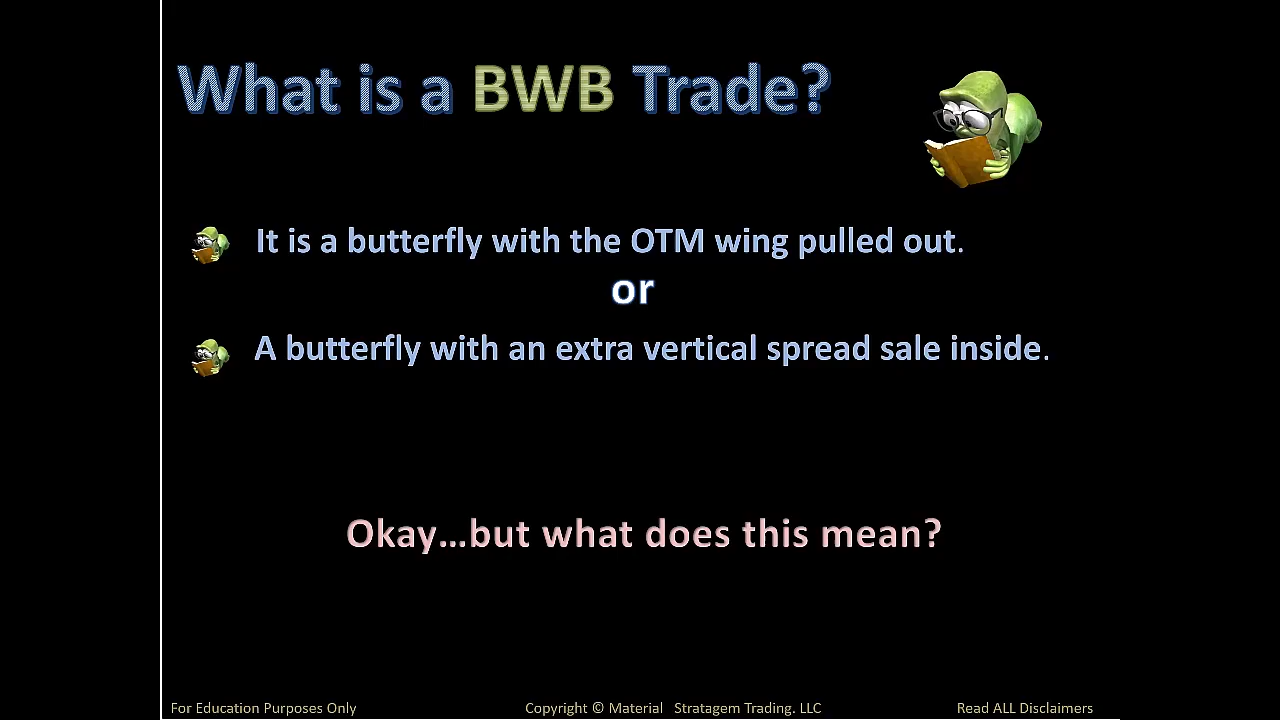 What is a BWB Trade?
It is a butterfly with the OTM wing pulled out.
or
A butterfly with an extra vertical spread sale inside.
Okay...but what does this mean?
For Education Purposes Only
Copyright © Material Stratagem Trading. LLC
Read ALL Disclaimers